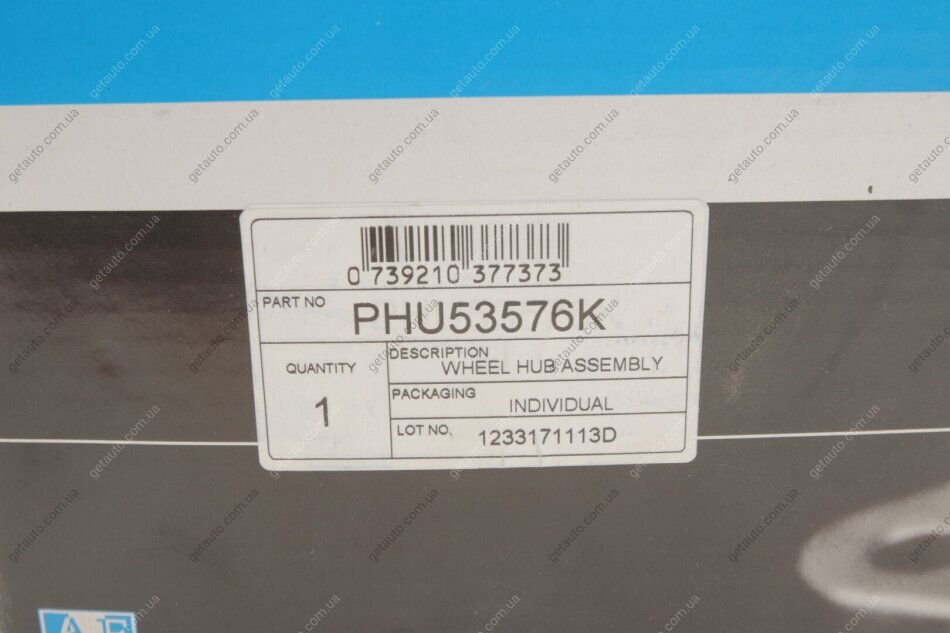 0 739210 377373
PART NO
PHU53576K
QUANTITY
1
DESCRIPTION
WHEEL HUB ASSEMBLY
PACKAGING
INDIVIDUAL
LOT NO.
1233171113D
getauto.com.ua